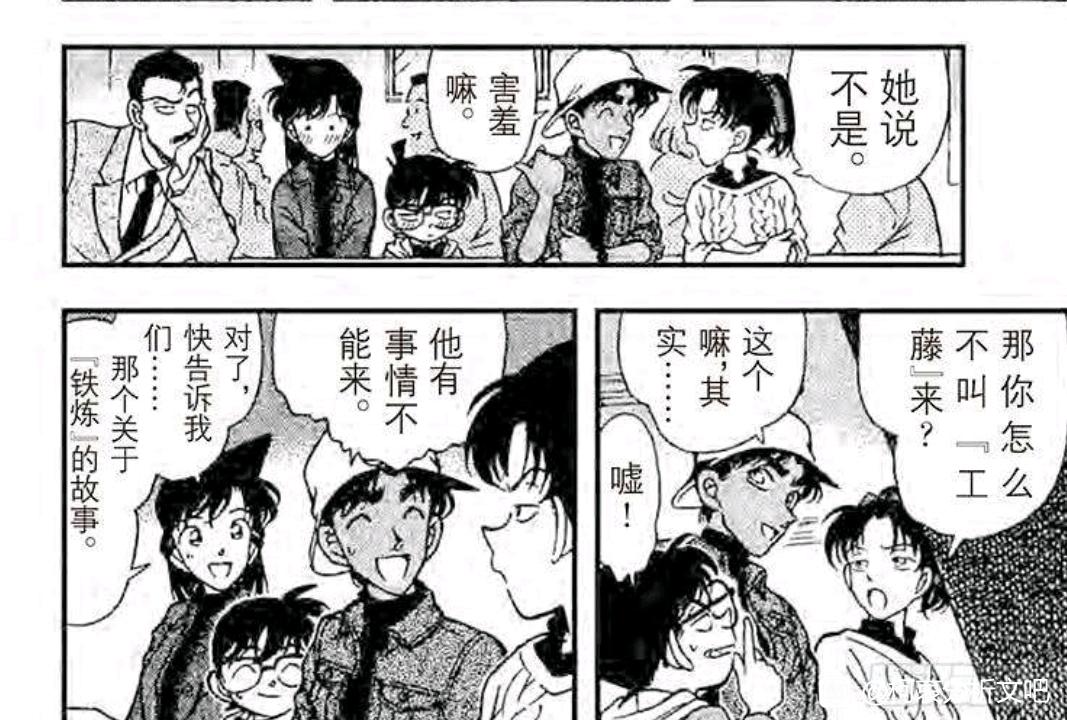 她说
不是。
害羞
嘛。
那你怎么
不叫『工
藤』来？
这个
嘛,其
实……
嘘！
他有
事情不
能来。
对了,
快告诉我
们……
那个关于
『铁炼』的故事。